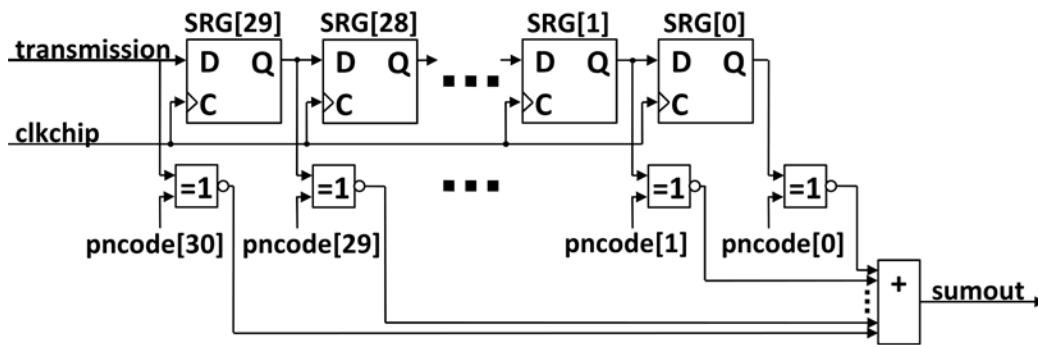 SRG[29] SRG[28] SRG[1] SRG[0]
transmission D Q D Q D Q D Q
C C C C
clkchip
=1 =1 =1 =1
pncode[30] pncode[29] pncode[1] pncode[0]
+
sumout